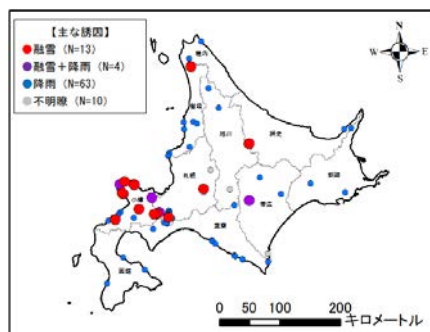 【主な誘因】
融雪（N=13）
融雪＋降雨（N=4）
降雨（N=63）
不明瞭（N=10）
N
W
E
S
稚内
留萌
旭川
網走
札幌
小樽
釧路
帯広
室蘭
函館
0 50 100 200
キロメートル